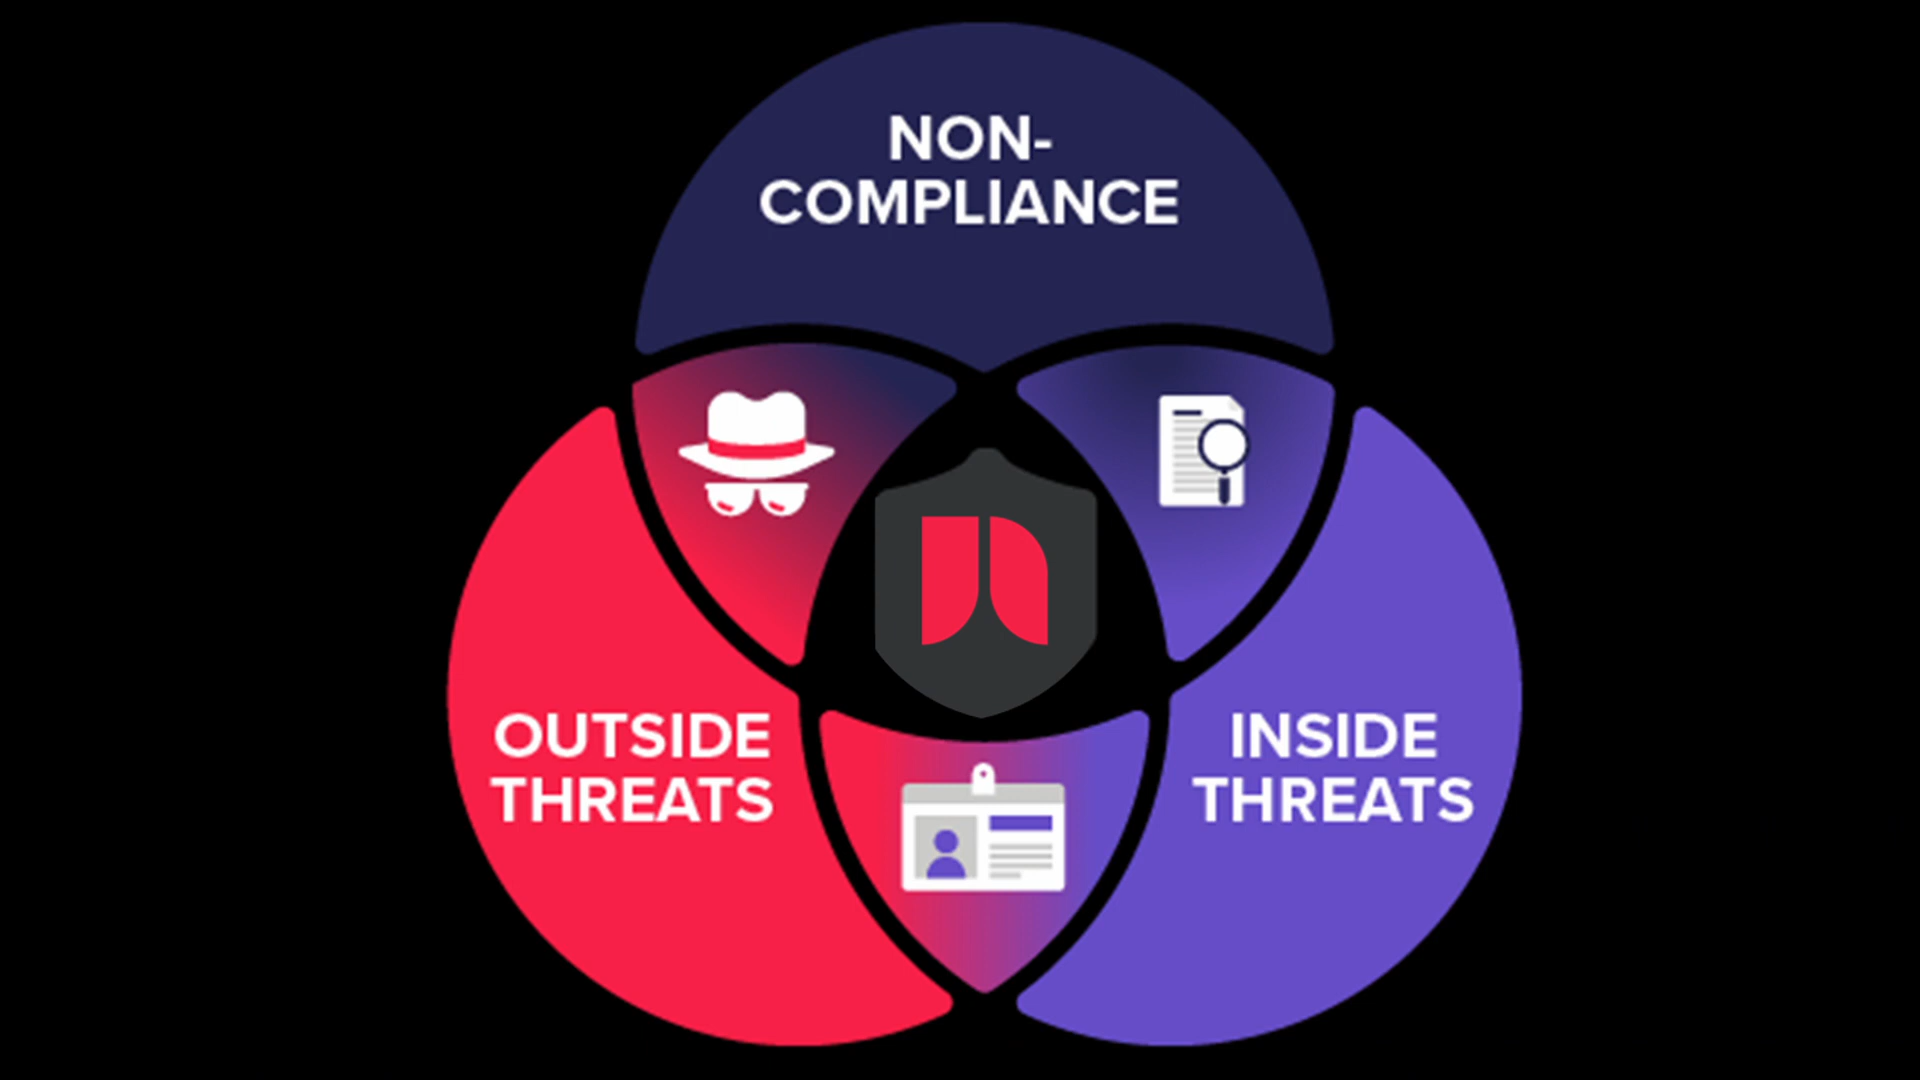 NON-
COMPLIANCE
OUTSIDE
THREATS
INSIDE
THREATS